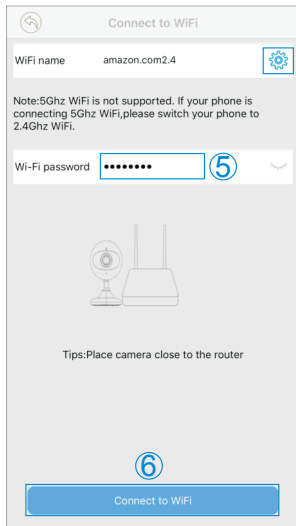 Connect to WiFi
WiFi name amazon.com2.4
Note:5Ghz WiFi is not supported. If your phone is
connecting 5Ghz WiFi,please switch your phone to
2.4Ghz WiFi.
Wi-Fi password •••••••• 5
Tips:Place camera close to the router
6
Connect to WiFi